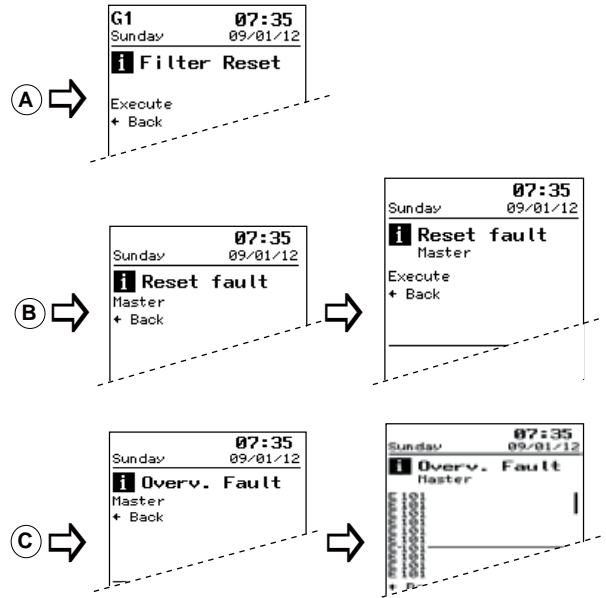 G1 07:35
Sunday 09/01/12
i Filter Reset
A
Execute
← Back
07:35
Sunday 09/01/12
i Reset fault
Master
← Back
B
07:35
Sunday 09/01/12
i Reset fault
Master
Execute
← Back
07:35
Sunday 09/01/12
i Overv. Fault
Master
← Back
C
07:35
Sunday 09/01/12
i Overv. Fault
Master